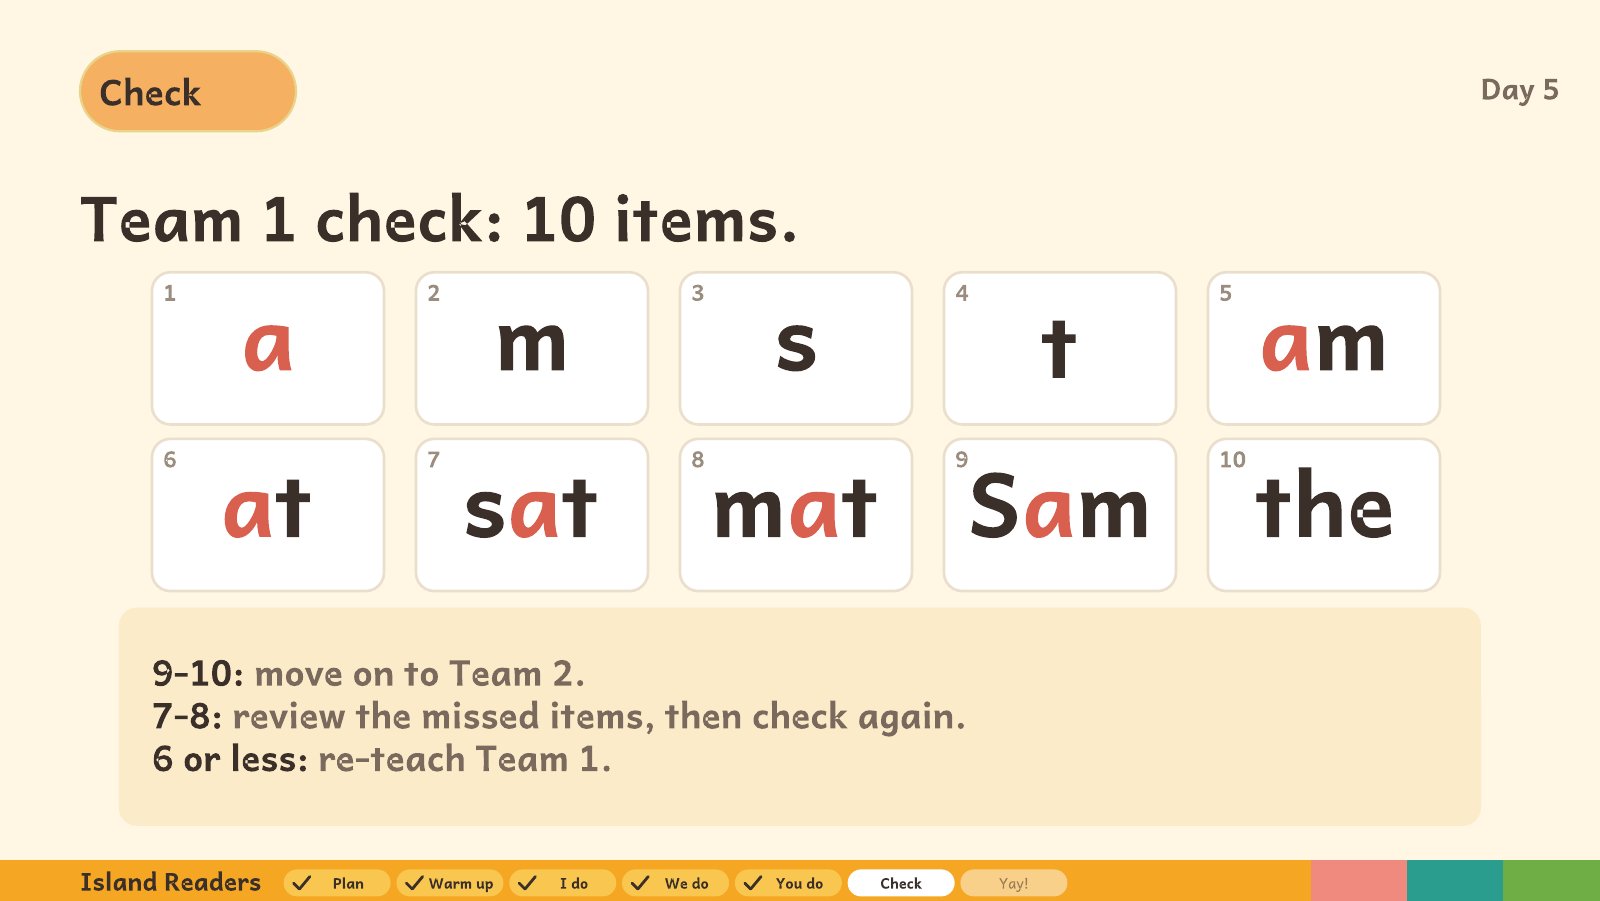 Check
Day 5
Team 1 check: 10 items.
1 a
2 m
3 s
4 t
5 am
6 at
7 sat
8 mat
9 Sam
10 the
9-10: move on to Team 2.
7-8: review the missed items, then check again.
6 or less: re-teach Team 1.
Island Readers ✓ Plan ✓ Warm up ✓ I do ✓ We do ✓ You do Check Yay!